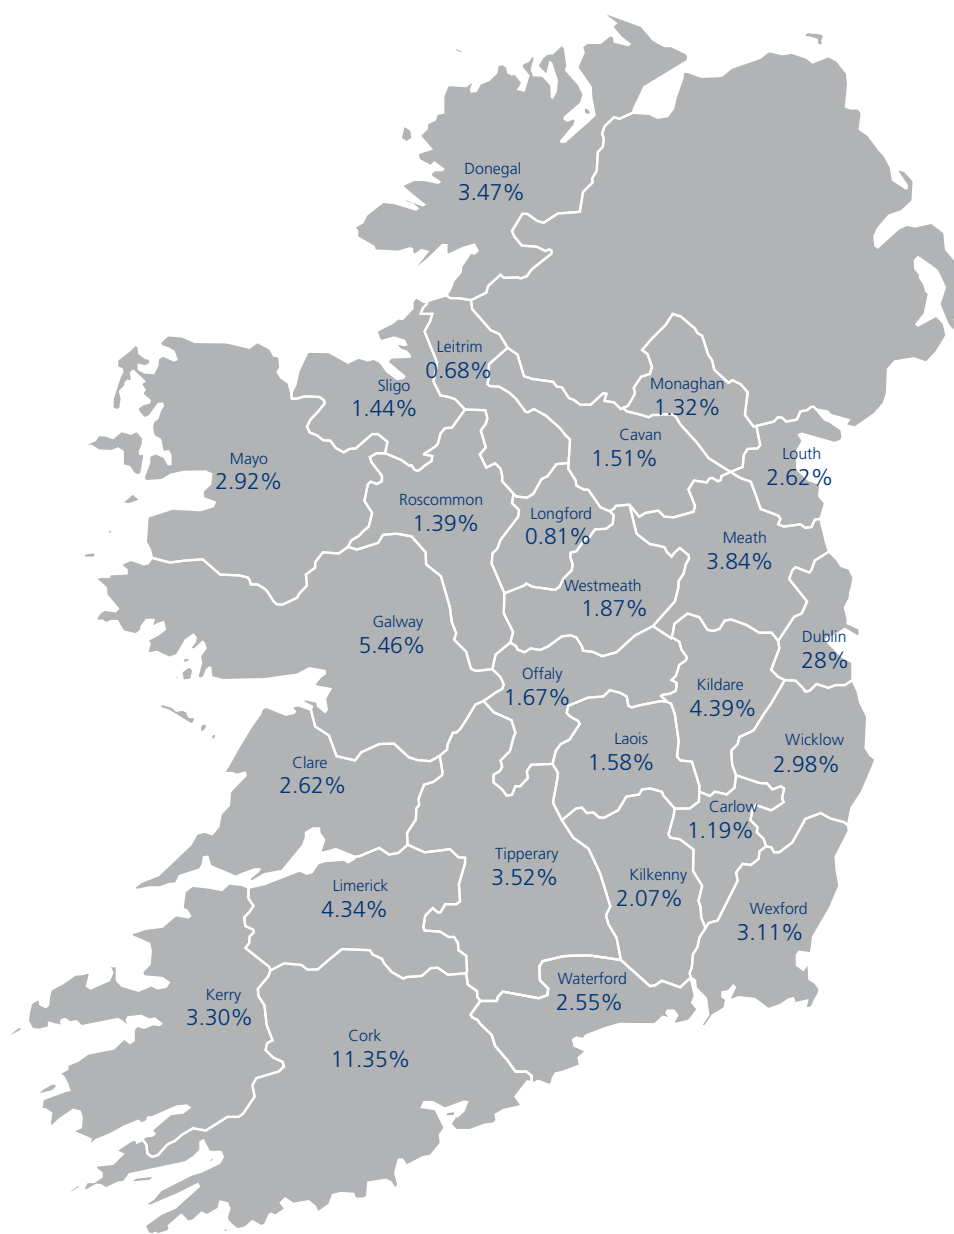 Donegal
3.47%
Leitrim
0.68%
Sligo
1.44%
Monaghan
1.32%
Cavan
1.51%
Louth
2.62%
Mayo
2.92%
Roscommon
1.39%
Longford
0.81%
Meath
3.84%
Westmeath
1.87%
Galway
5.46%
Dublin
28%
Offaly
1.67%
Kildare
4.39%
Laois
1.58%
Wicklow
2.98%
Clare
2.62%
Carlow
1.19%
Tipperary
3.52%
Kilkenny
2.07%
Limerick
4.34%
Wexford
3.11%
Waterford
2.55%
Kerry
3.30%
Cork
11.35%